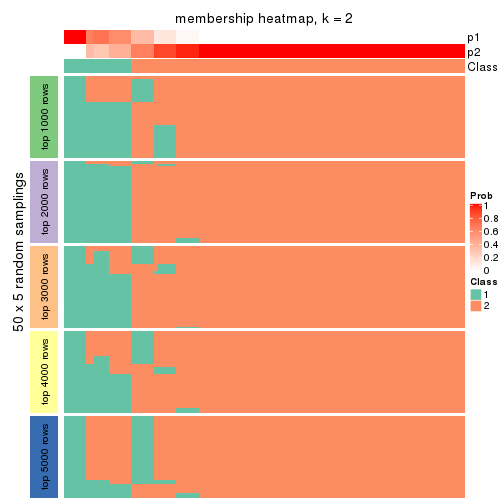 membership heatmap, k = 2
p1
p2
Class
50 x 5 random samplings
top 1000 rows
top 2000 rows
top 3000 rows
top 4000 rows
top 5000 rows
Prob
1
0.8
0.6
0.4
0.2
0
Class
1
2